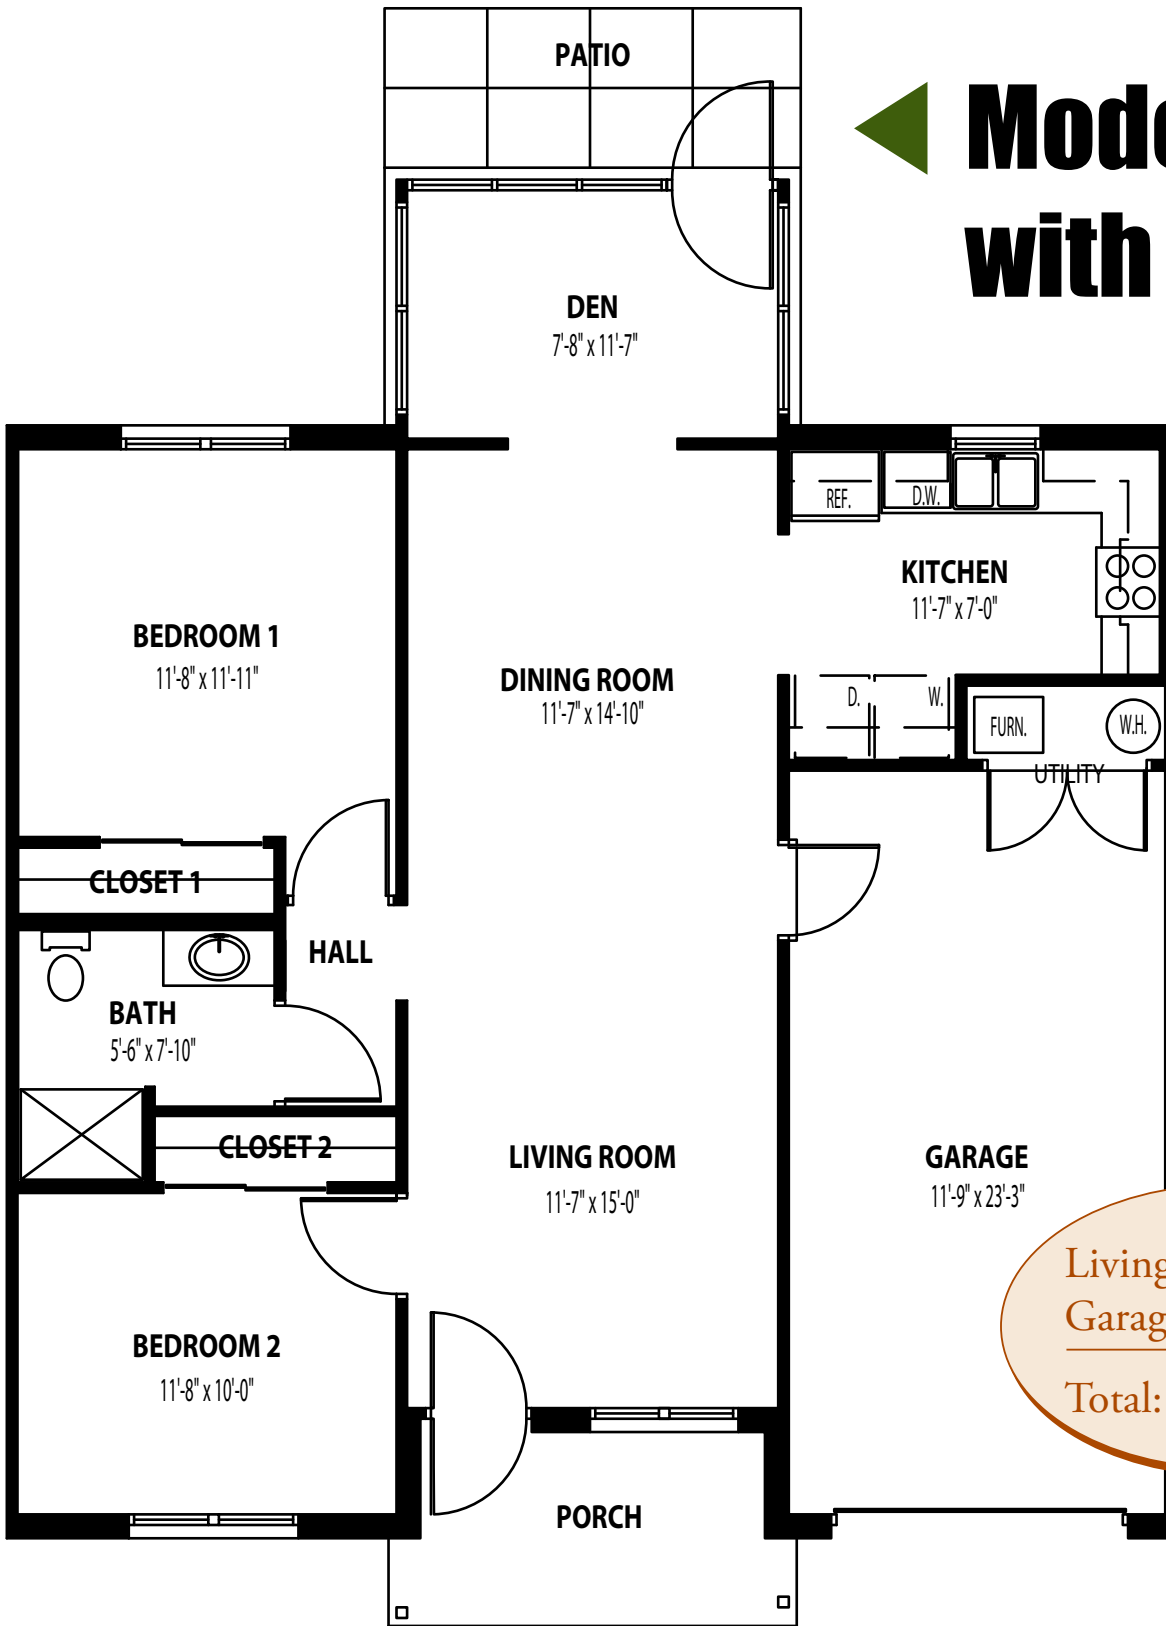 PATIO
with
DEN
7'-8" x 11'-7"
REF.
D.W.
KITCHEN
11'-7" x 7'-0"
BEDROOM 1
11'-8" x 11'-11"
DINING ROOM
11'-7" x 14'-10"
D.
W.
FURN.
W.H.
UTILITY
CLOSET 1
HALL
BATH
5'-6" x 7'-10"
CLOSET 2
LIVING ROOM
11'-7" x 15'-0"
GARAGE
11'-9" x 23'-3"
Living
Total:
BEDROOM 2
11'-8" x 10'-0"
PORCH